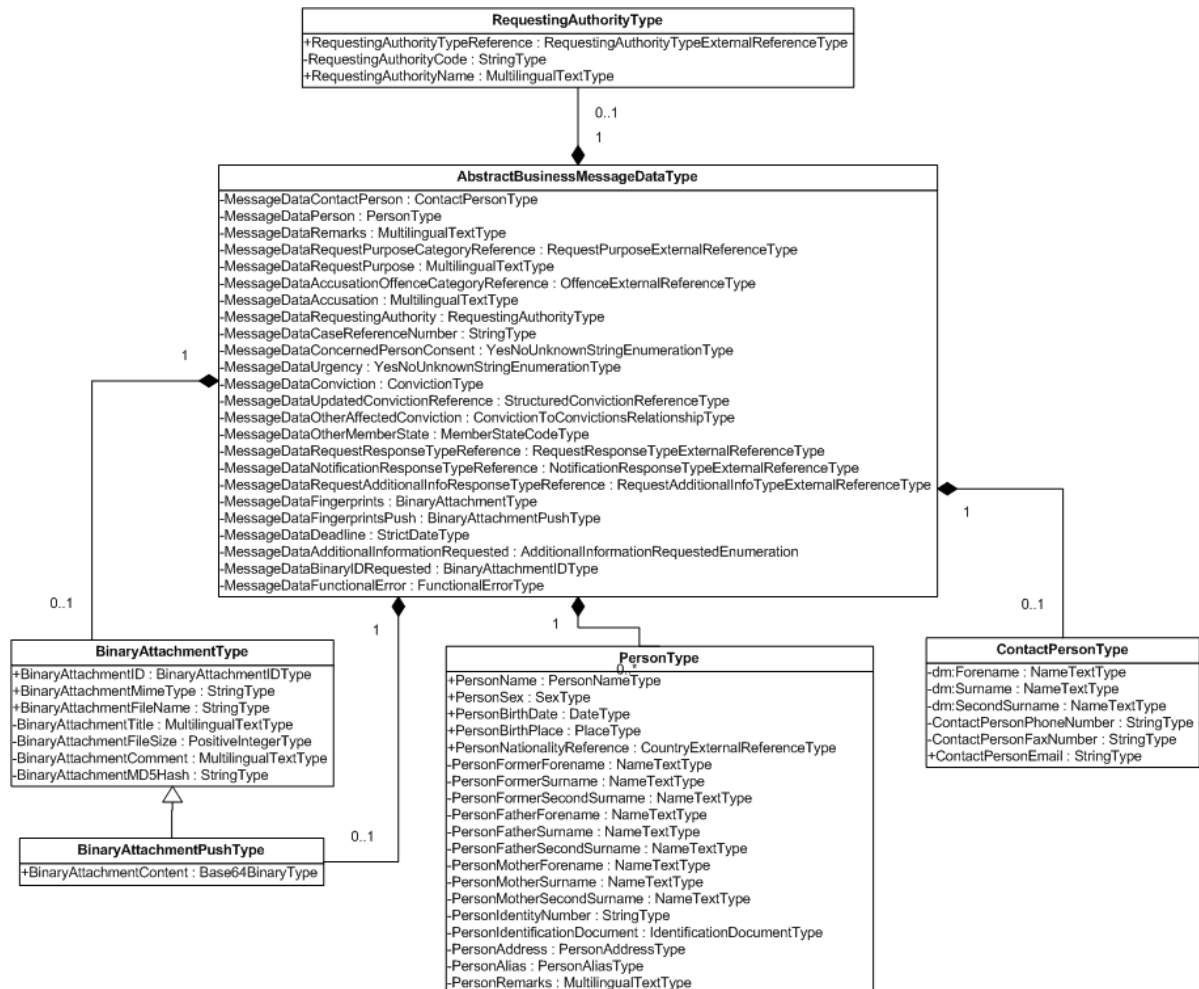 RequestingAuthorityType
+RequestingAuthorityTypeReference : RequestingAuthorityTypeExternalReferenceType
-RequestingAuthorityCode : StringType
+RequestingAuthorityName : MultilingualTextType
0..1
1
AbstractBusinessMessageDataType
-MessageDataContactPerson : ContactPersonType
-MessageDataPerson : PersonType
-MessageDataRemarks : MultilingualTextType
-MessageDataRequestPurposeCategoryReference : RequestPurposeExternalReferenceType
-MessageDataRequestPurpose : MultilingualTextType
-MessageDataAccusationOffenceCategoryReference : OffenceExternalReferenceType
-MessageDataAccusation : MultilingualTextType
-MessageDataRequestingAuthority : RequestingAuthorityType
-MessageDataCaseReferenceNumber : StringType
-MessageDataConcernedPersonConsent : YesNoUnknownStringEnumerationType
-MessageDataUrgency : YesNoUnknownStringEnumerationType
-MessageDataConviction : ConvictionType
-MessageDataUpdatedConvictionReference : StructuredConvictionReferenceType
-MessageDataOtherAffectedConviction : ConvictionToConvictionsRelationshipType
-MessageDataOtherMemberState : MemberStateCodeType
-MessageDataRequestResponseTypeReference : RequestResponseTypeExternalReferenceType
-MessageDataNotificationResponseTypeReference : NotificationResponseTypeExternalReferenceType
-MessageDataRequestAdditionalInfoResponseTypeReference : RequestAdditionalInfoTypeExternalReferenceType
-MessageDataFingerprints : BinaryAttachmentType
-MessageDataFingerprintsPush : BinaryAttachmentPushType
-MessageDataDeadline : StrictDateType
-MessageDataAdditionalInformationRequested : AdditionalInformationRequestedEnumeration
-MessageDataBinaryIDRequested : BinaryAttachmentIDType
-MessageDataFunctionalError : FunctionalErrorType
1
0..1
1
0..1
1
0..1
1
0..*
BinaryAttachmentType
+BinaryAttachmentID : BinaryAttachmentIDType
+BinaryAttachmentMimeType : StringType
+BinaryAttachmentFileName : StringType
-BinaryAttachmentTitle : MultilingualTextType
-BinaryAttachmentFileSize : PositiveIntegerType
-BinaryAttachmentComment : MultilingualTextType
-BinaryAttachmentMD5Hash : StringType
BinaryAttachmentPushType
+BinaryAttachmentContent : Base64BinaryType
PersonType
+PersonName : PersonNameType
+PersonSex : SexType
+PersonBirthDate : DateType
+PersonBirthPlace : PlaceType
+PersonNationalityReference : CountryExternalReferenceType
-PersonFormerForename : NameTextType
-PersonFormerSurname : NameTextType
-PersonFormerSecondSurname : NameTextType
-PersonFatherForename : NameTextType
-PersonFatherSurname : NameTextType
-PersonFatherSecondSurname : NameTextType
-PersonMotherForename : NameTextType
-PersonMotherSurname : NameTextType
-PersonMotherSecondSurname : NameTextType
-PersonIdentityNumber : StringType
-PersonIdentificationDocument : IdentificationDocumentType
-PersonAddress : PersonAddressType
-PersonAlias : PersonAliasType
-PersonRemarks : MultilingualTextType
ContactPersonType
-dm:Forename : NameTextType
-dm:Surname : NameTextType
-dm:SecondSurname : NameTextType
-ContactPersonPhoneNumber : StringType
-ContactPersonFaxNumber : StringType
+ContactPersonEmail : StringType